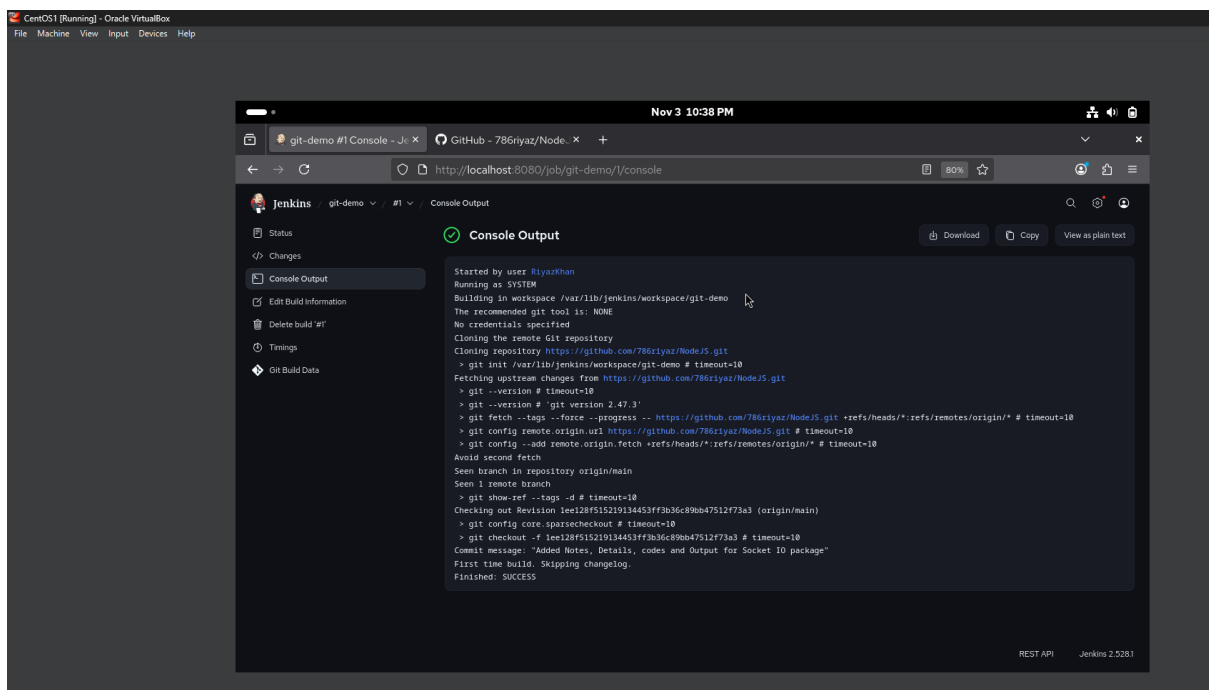 CentOS1 [Running] - Oracle VirtualBox
File Machine View Input Devices Help
Nov 3 10:38 PM
git-demo #1 Console - Je
GitHub - 786riyaz/Node
http://localhost:8080/job/git-demo/1/console
80%
Jenkins / git-demo / #1 / Console Output
Status
Changes
Console Output
Edit Build Information
Delete build '#1'
Timings
Git Build Data
Console Output
Download
Copy
View as plain text
Started by user RiyazKhan
Running as SYSTEM
Building in workspace /var/lib/jenkins/workspace/git-demo
The recommended git tool is: NONE
No credentials specified
Cloning the remote Git repository
Cloning repository https://github.com/786riyaz/NodeJS.git
> git init /var/lib/jenkins/workspace/git-demo # timeout=10
Fetching upstream changes from https://github.com/786riyaz/NodeJS.git
> git --version # timeout=10
> git --version # 'git version 2.47.3'
> git fetch --tags --force --progress -- https://github.com/786riyaz/NodeJS.git +refs/heads/*:refs/remotes/origin/* # timeout=10
> git config remote.origin.url https://github.com/786riyaz/NodeJS.git # timeout=10
> git config --add remote.origin.fetch +refs/heads/*:refs/remotes/origin/* # timeout=10
Avoid second fetch
Seen branch in repository origin/main
Seen 1 remote branch
> git show-ref --tags -d # timeout=10
Checking out Revision 1ee128f515219134453ff3b36c89bb47512f73a3 (origin/main)
> git config core.sparsecheckout # timeout=10
> git checkout -f 1ee128f515219134453ff3b36c89bb47512f73a3 # timeout=10
Commit message: "Added Notes, Details, codes and Output for Socket IO package"
First time build. Skipping changelog.
Finished: SUCCESS
REST API
Jenkins 2.528.1